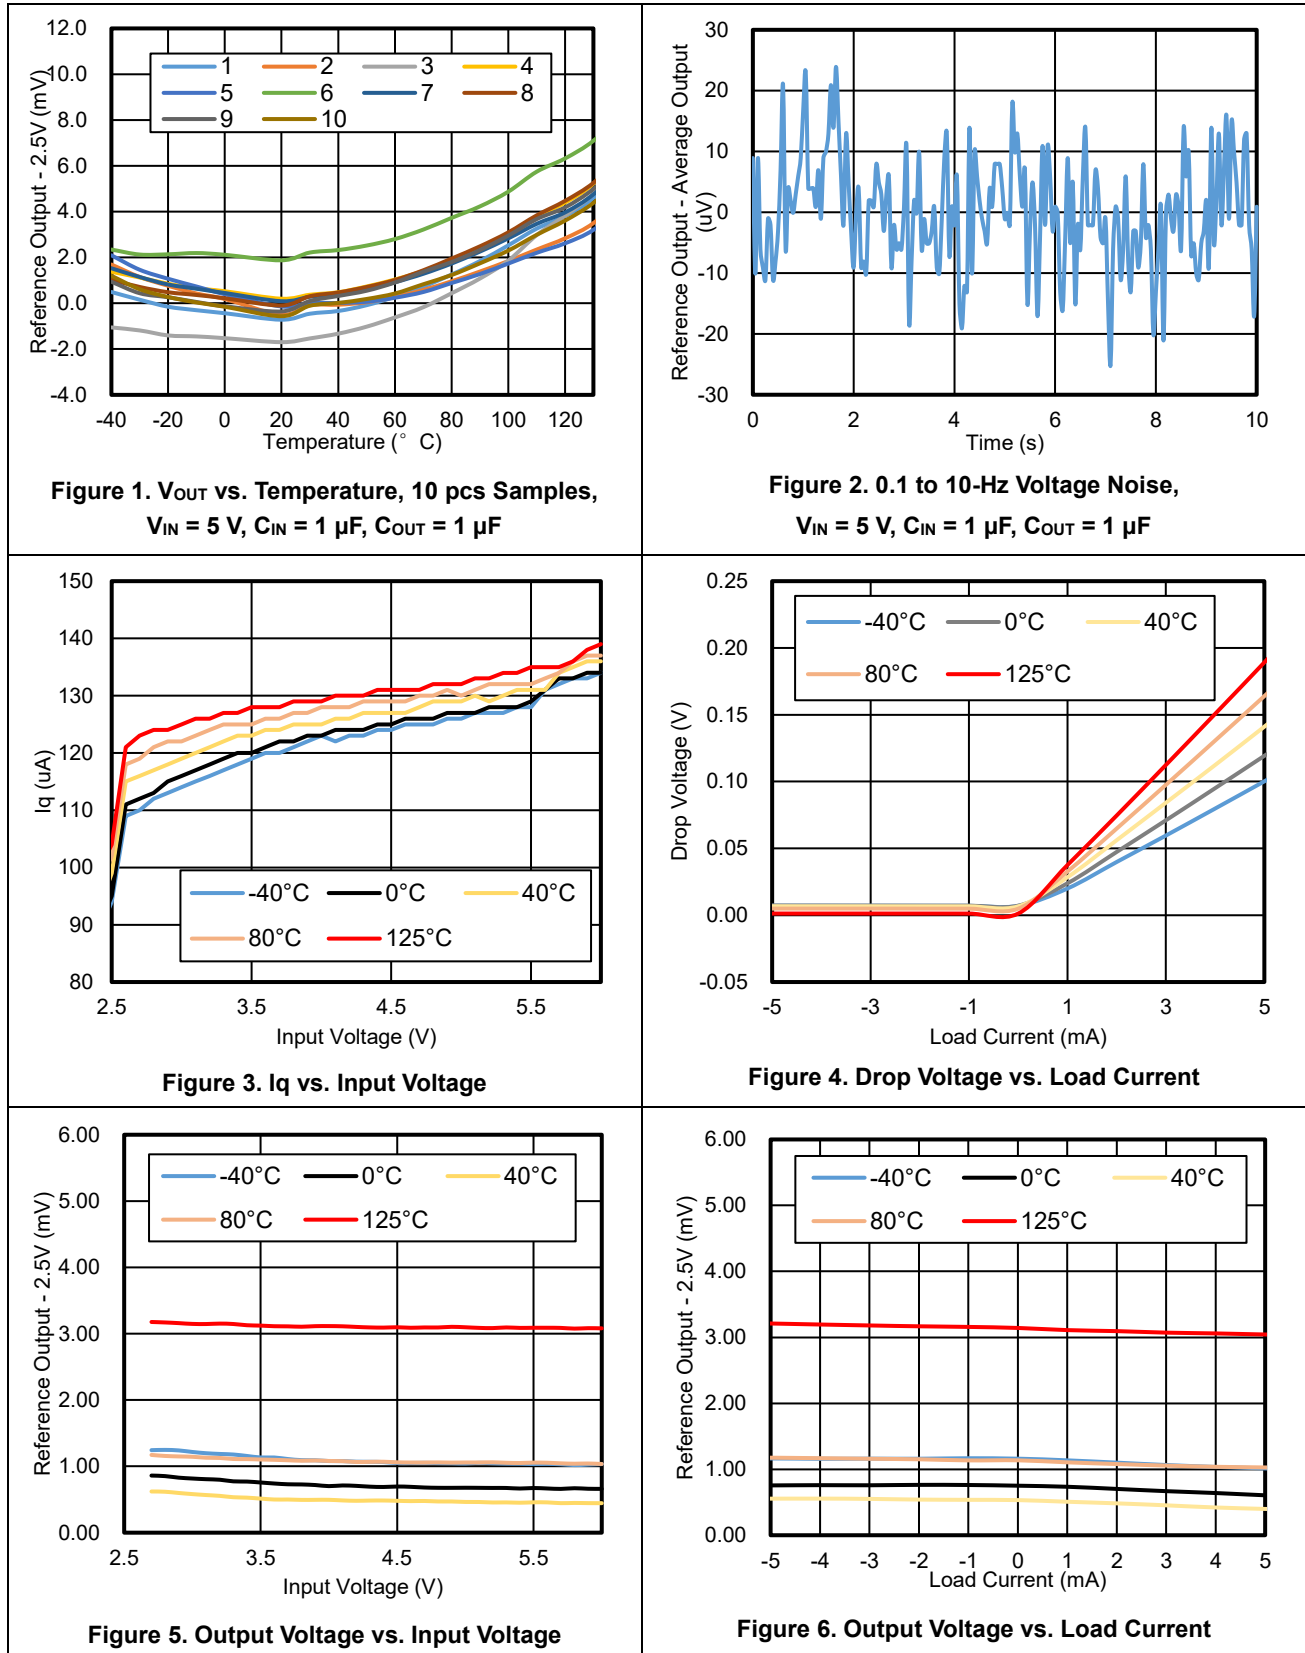 12.0
10.0
8.0
6.0
4.0
2.0
0.0
-2.0
-4.0
Reference Output - 2.5V (mV)
1 2 3 4
5 6 7 8
9 10
-40 -20 0 20 40 60 80 100 120
Temperature (° C)
Figure 1. VOUT vs. Temperature, 10 pcs Samples,
VIN = 5 V, CIN = 1 µF, COUT = 1 µF
30
20
10
0
-10
-20
-30
Reference Output - Average Output
(uV)
0 2 4 6 8 10
Time (s)
Figure 2. 0.1 to 10-Hz Voltage Noise,
VIN = 5 V, CIN = 1 µF, COUT = 1 µF
150
140
130
120
110
100
90
80
Iq (uA)
-40°C 0°C 40°C
80°C 125°C
2.5 3.5 4.5 5.5
Input Voltage (V)
Figure 3. Iq vs. Input Voltage
0.25
0.20
0.15
0.10
0.05
0.00
-0.05
Drop Voltage (V)
-40°C 0°C 40°C
80°C 125°C
-5 -3 -1 1 3 5
Load Current (mA)
Figure 4. Drop Voltage vs. Load Current
6.00
5.00
4.00
3.00
2.00
1.00
0.00
Reference Output - 2.5V (mV)
-40°C 0°C 40°C
80°C 125°C
2.5 3.5 4.5 5.5
Input Voltage (V)
Figure 5. Output Voltage vs. Input Voltage
6.00
5.00
4.00
3.00
2.00
1.00
0.00
Reference Output - 2.5V (mV)
-40°C 0°C 40°C
80°C 125°C
-5 -4 -3 -2 -1 0 1 2 3 4 5
Load Current (mA)
Figure 6. Output Voltage vs. Load Current